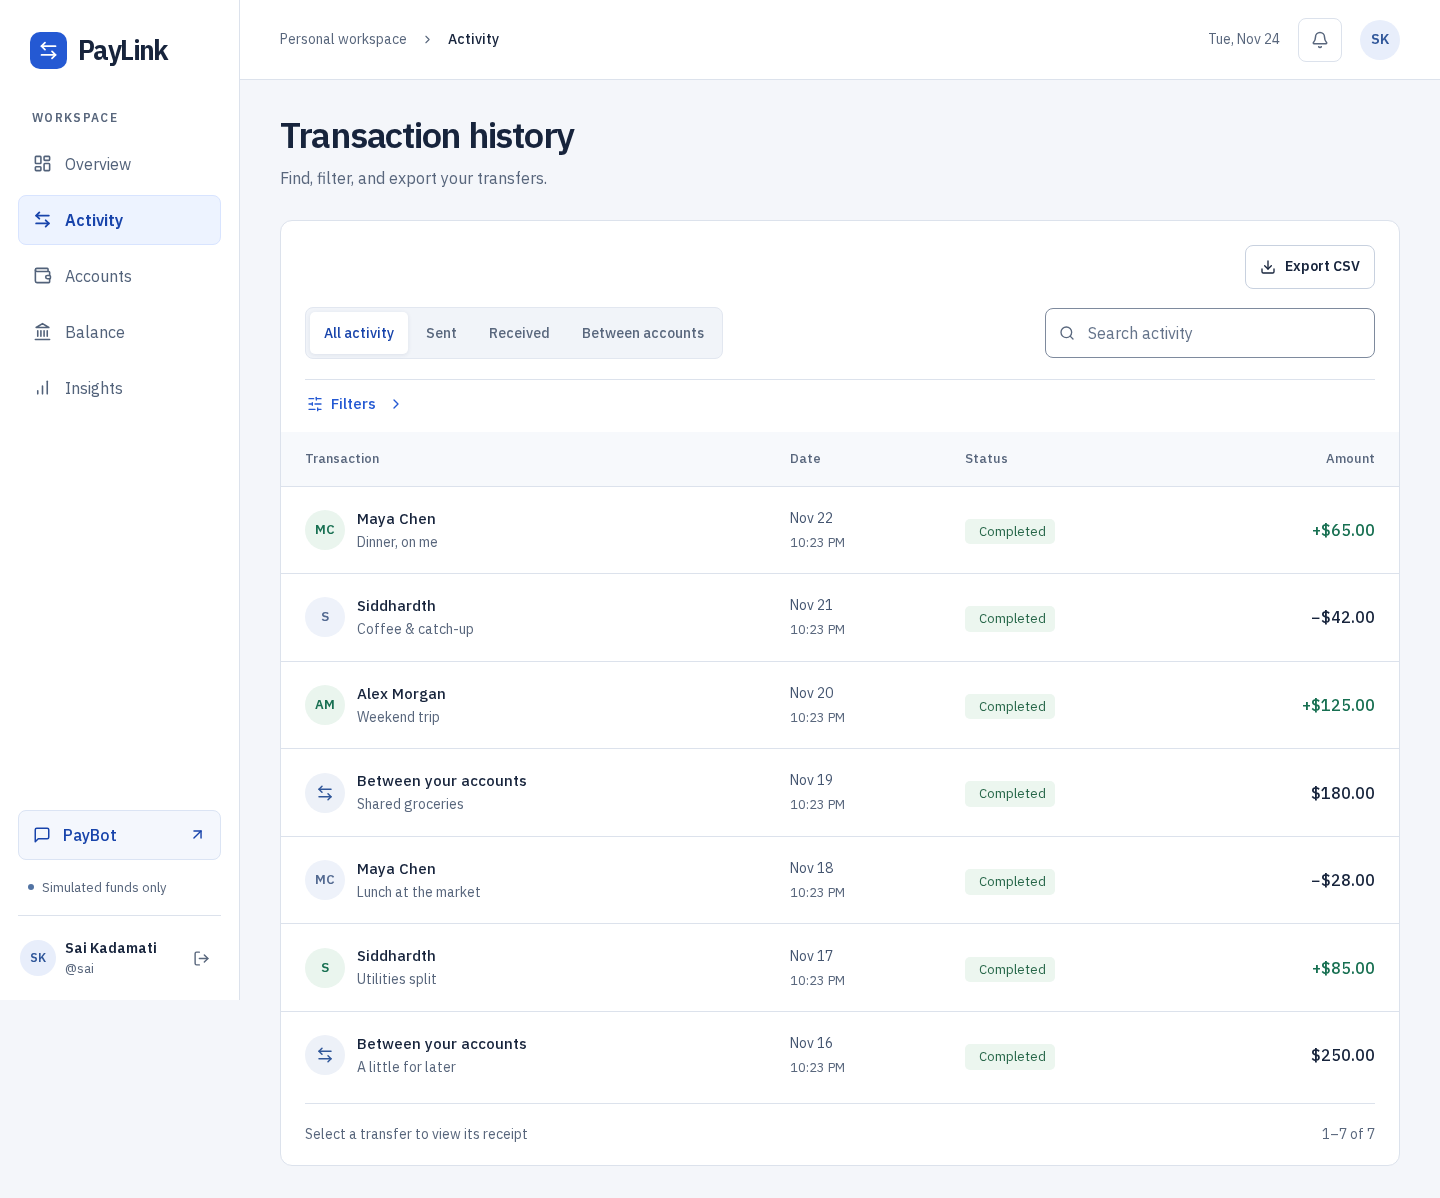 PayLink
WORKSPACE
Overview
Activity
Accounts
Balance
Insights
PayBot
Simulated funds only
SK
Sai Kadamati
@sai
Personal workspace
Activity
Tue, Nov 24
SK
Transaction history
Find, filter, and export your transfers.
Export CSV
All activity
Sent
Received
Between accounts
Search activity
Filters
Transaction
Date
Status
Amount
MC
Maya Chen
Dinner, on me
Nov 22
10:23 PM
Completed
+$65.00
S
Siddhardth
Coffee & catch-up
Nov 21
10:23 PM
Completed
−$42.00
AM
Alex Morgan
Weekend trip
Nov 20
10:23 PM
Completed
+$125.00
Between your accounts
Shared groceries
Nov 19
10:23 PM
Completed
$180.00
MC
Maya Chen
Lunch at the market
Nov 18
10:23 PM
Completed
−$28.00
S
Siddhardth
Utilities split
Nov 17
10:23 PM
Completed
+$85.00
Between your accounts
A little for later
Nov 16
10:23 PM
Completed
$250.00
Select a transfer to view its receipt
1–7 of 7